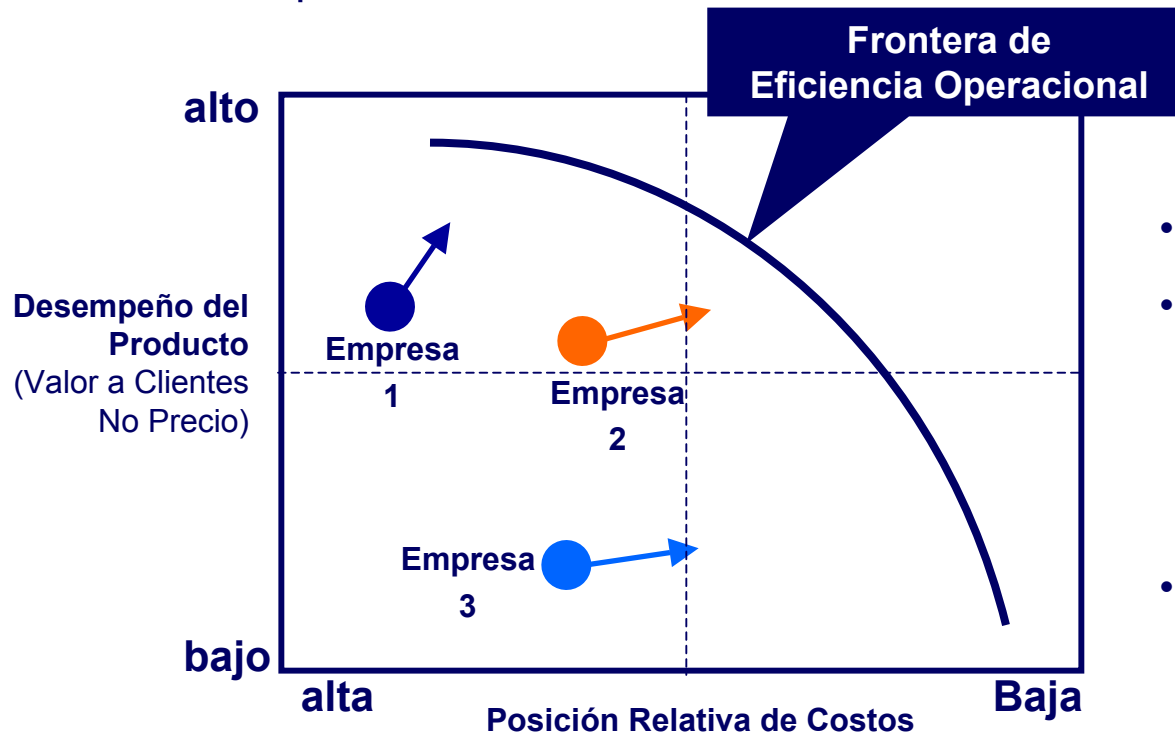 Frontera de
Eficiencia Operacional
alto
Desempeño del
Producto
(Valor a Clientes
No Precio)
Empresa
1
Empresa
2
Empresa
3
bajo
alta
Baja
Posición Relativa de Costos